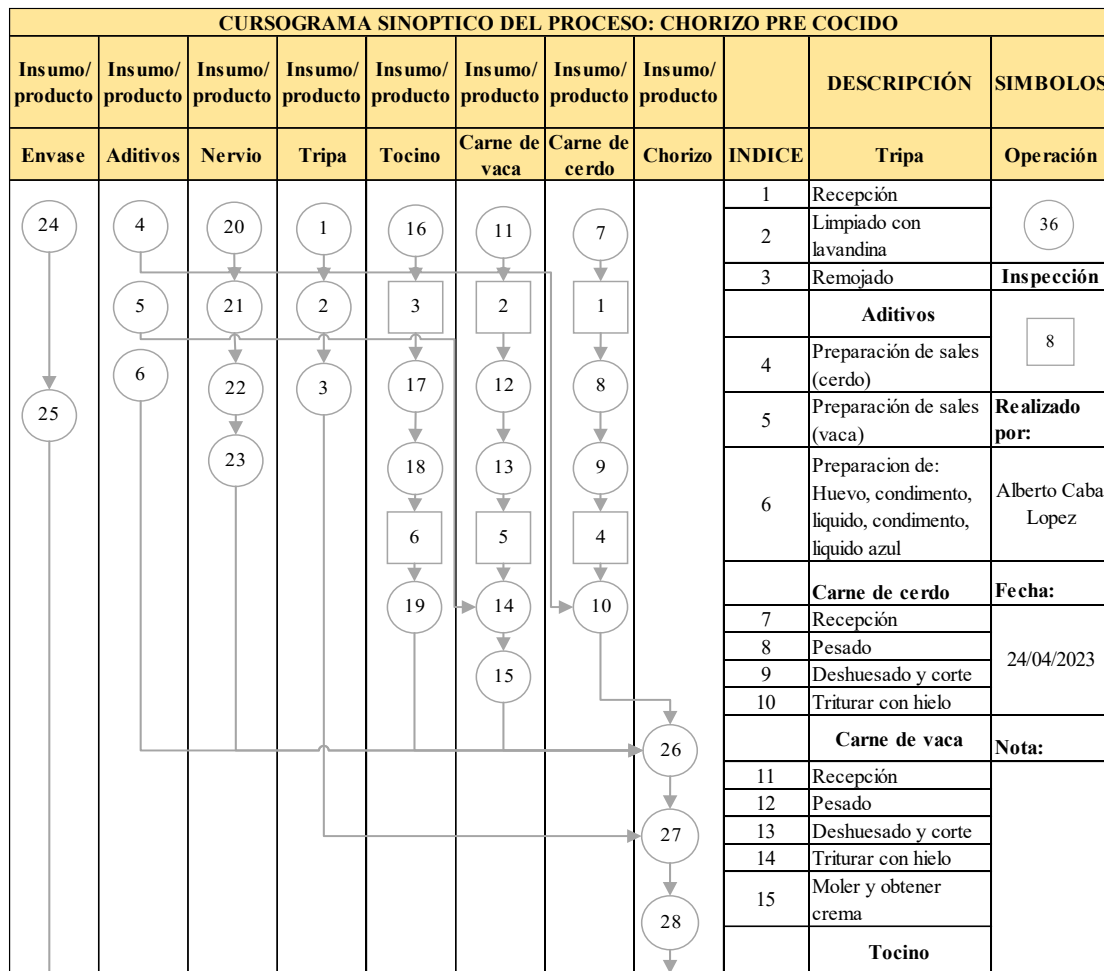 CURSOGRAMA SINOPTICO DEL PROCESO: CHORIZO PRE COCIDO
Insumo/ producto
Insumo/ producto
Insumo/ producto
Insumo/ producto
Insumo/ producto
Insumo/ producto
Insumo/ producto
Insumo/ producto
DESCRIPCIÓN
SIMBOLOS
Envase
Aditivos
Nervio
Tripa
Tocino
Carne de vaca
Carne de cerdo
Chorizo
INDICE
Tripa
Operación
24
4
20
1
16
11
7
5
21
2
3
2
1
6
22
3
17
12
8
25
23
18
13
9
6
5
4
19
14
10
15
26
27
28
1 Recepción
2 Limpiado con
lavandina
3 Remojado
Aditivos
4 Preparación de sales
(cerdo)
5 Preparación de sales
(vaca)
6 Preparacion de:
Huevo, condimento,
liquido, condimento,
liquido azul
Carne de cerdo
7 Recepción
8 Pesado
9 Deshuesado y corte
10 Triturar con hielo
Carne de vaca
11 Recepción
12 Pesado
13 Deshuesado y corte
14 Triturar con hielo
15 Moler y obtener
crema
Tocino
36
Inspección
8
Realizado
por:
Alberto Caba
Lopez
Fecha:
24/04/2023
Nota: